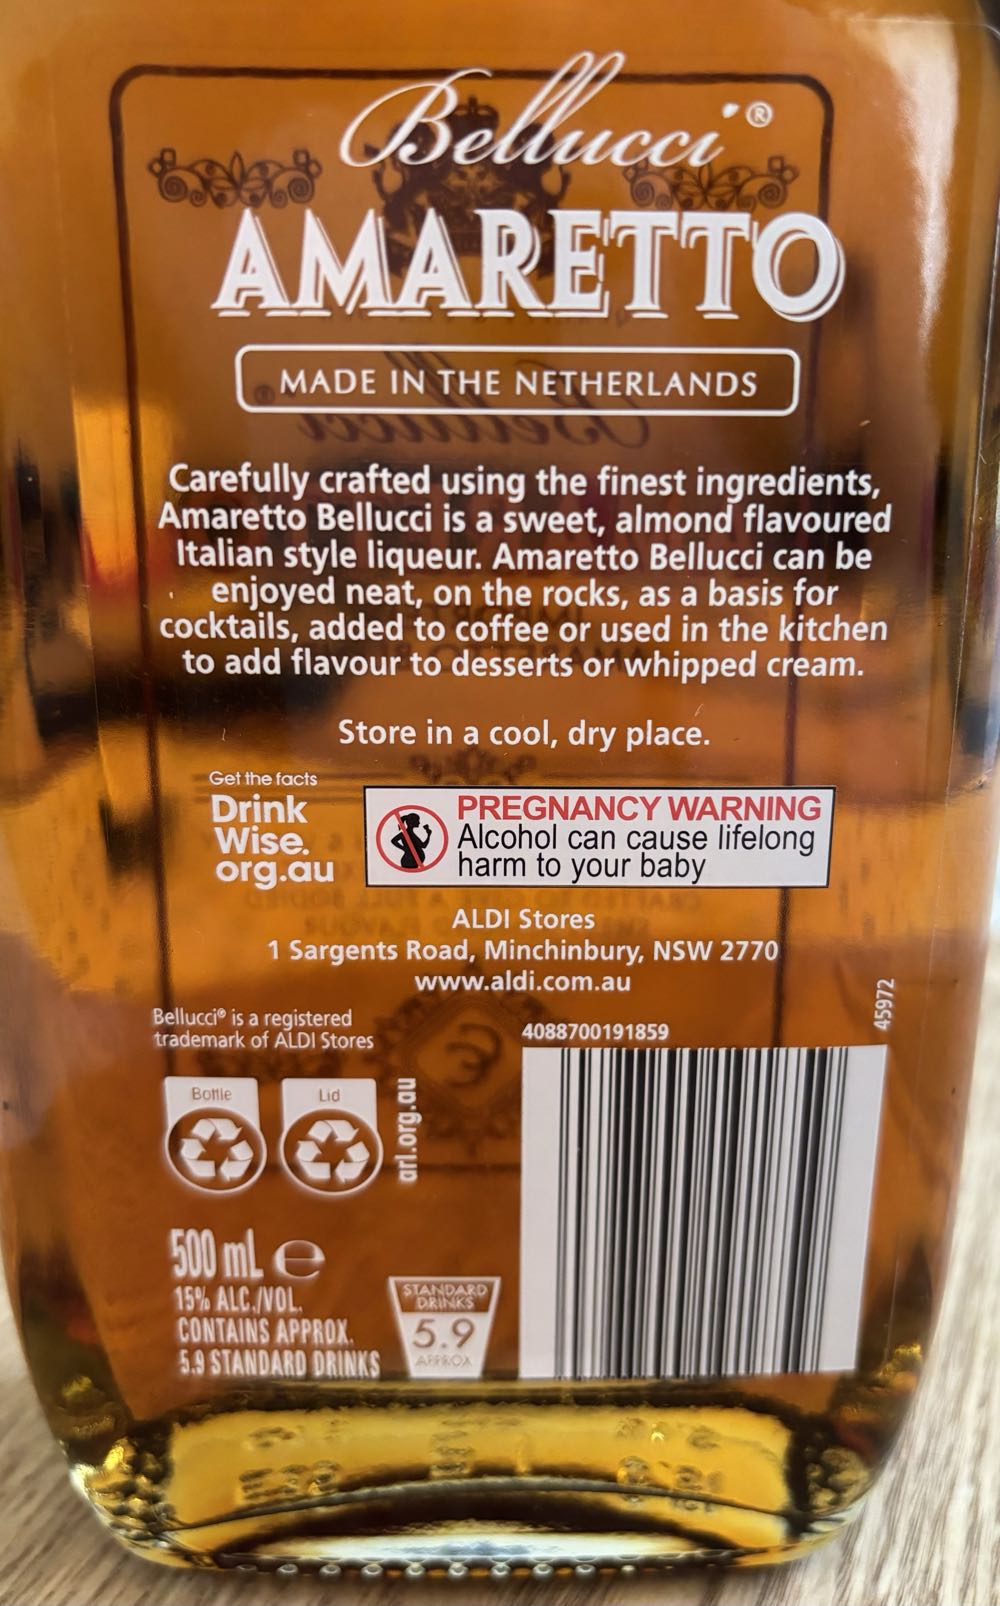 Bellucci®
AMARETTO
MADE IN THE NETHERLANDS
Carefully crafted using the finest ingredients,
Amaretto Bellucci is a sweet, almond flavoured
Italian style liqueur. Amaretto Bellucci can be
enjoyed neat, on the rocks, as a basis for
cocktails, added to coffee or used in the kitchen
to add flavour to desserts or whipped cream.
Store in a cool, dry place.
Get the facts
Drink
Wise.
org.au
PREGNANCY WARNING
Alcohol can cause lifelong
harm to your baby
ALDI Stores
1 Sargents Road, Minchinbury, NSW 2770
www.aldi.com.au
Bellucci® is a registered
trademark of ALDI Stores
4088700191859
45972
Bottle
Lid
arl.org.au
500 mL e
15% ALC./VOL.
CONTAINS APPROX.
5.9 STANDARD DRINKS
STANDARD
DRINKS
5.9
APPROX